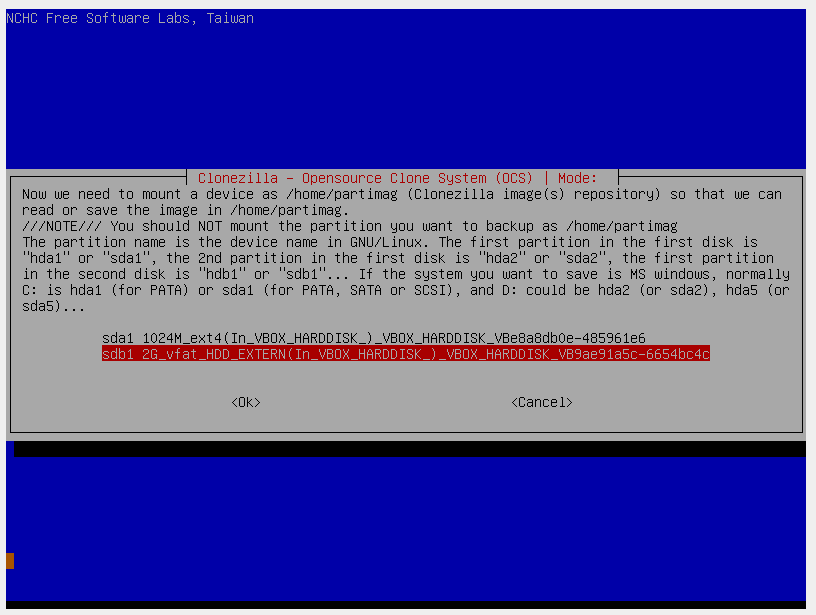 NCHC Free Software Labs, Taiwan
Clonezilla - Opensource Clone System (OCS) | Mode:
Now we need to mount a device as /home/partimag (Clonezilla image(s) repository) so that we can
read or save the image in /home/partimag.
///NOTE/// You should NOT mount the partition you want to backup as /home/partimag
The partition name is the device name in GNU/Linux. The first partition in the first disk is
"hda1" or "sda1", the 2nd partition in the first disk is "hda2" or "sda2", the first partition
in the second disk is "hdb1" or "sdb1"... If the system you want to save is MS windows, normally
C: is hda1 (for PATA) or sda1 (for PATA, SATA or SCSI), and D: could be hda2 (or sda2), hda5 (or
sda5)...
sda1 1024M_ext4(In_VBOX_HARDDISK_)_VBOX_HARDDISK_VBe8a8db0e-485961e6
sdb1 2G_vfat_HDD_EXTERN(In_VBOX_HARDDISK_)_VBOX_HARDDISK_VB9ae91a5c-6654bc4c
<Ok> <Cancel>